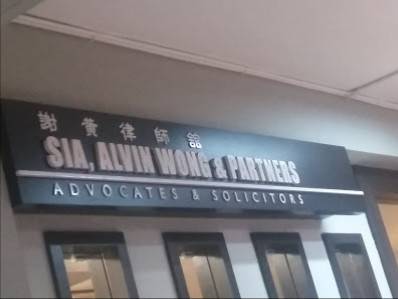 謝黃律師館
SIA, ALVIN WONG & PARTNERS
ADVOCATES & SOLICITORS